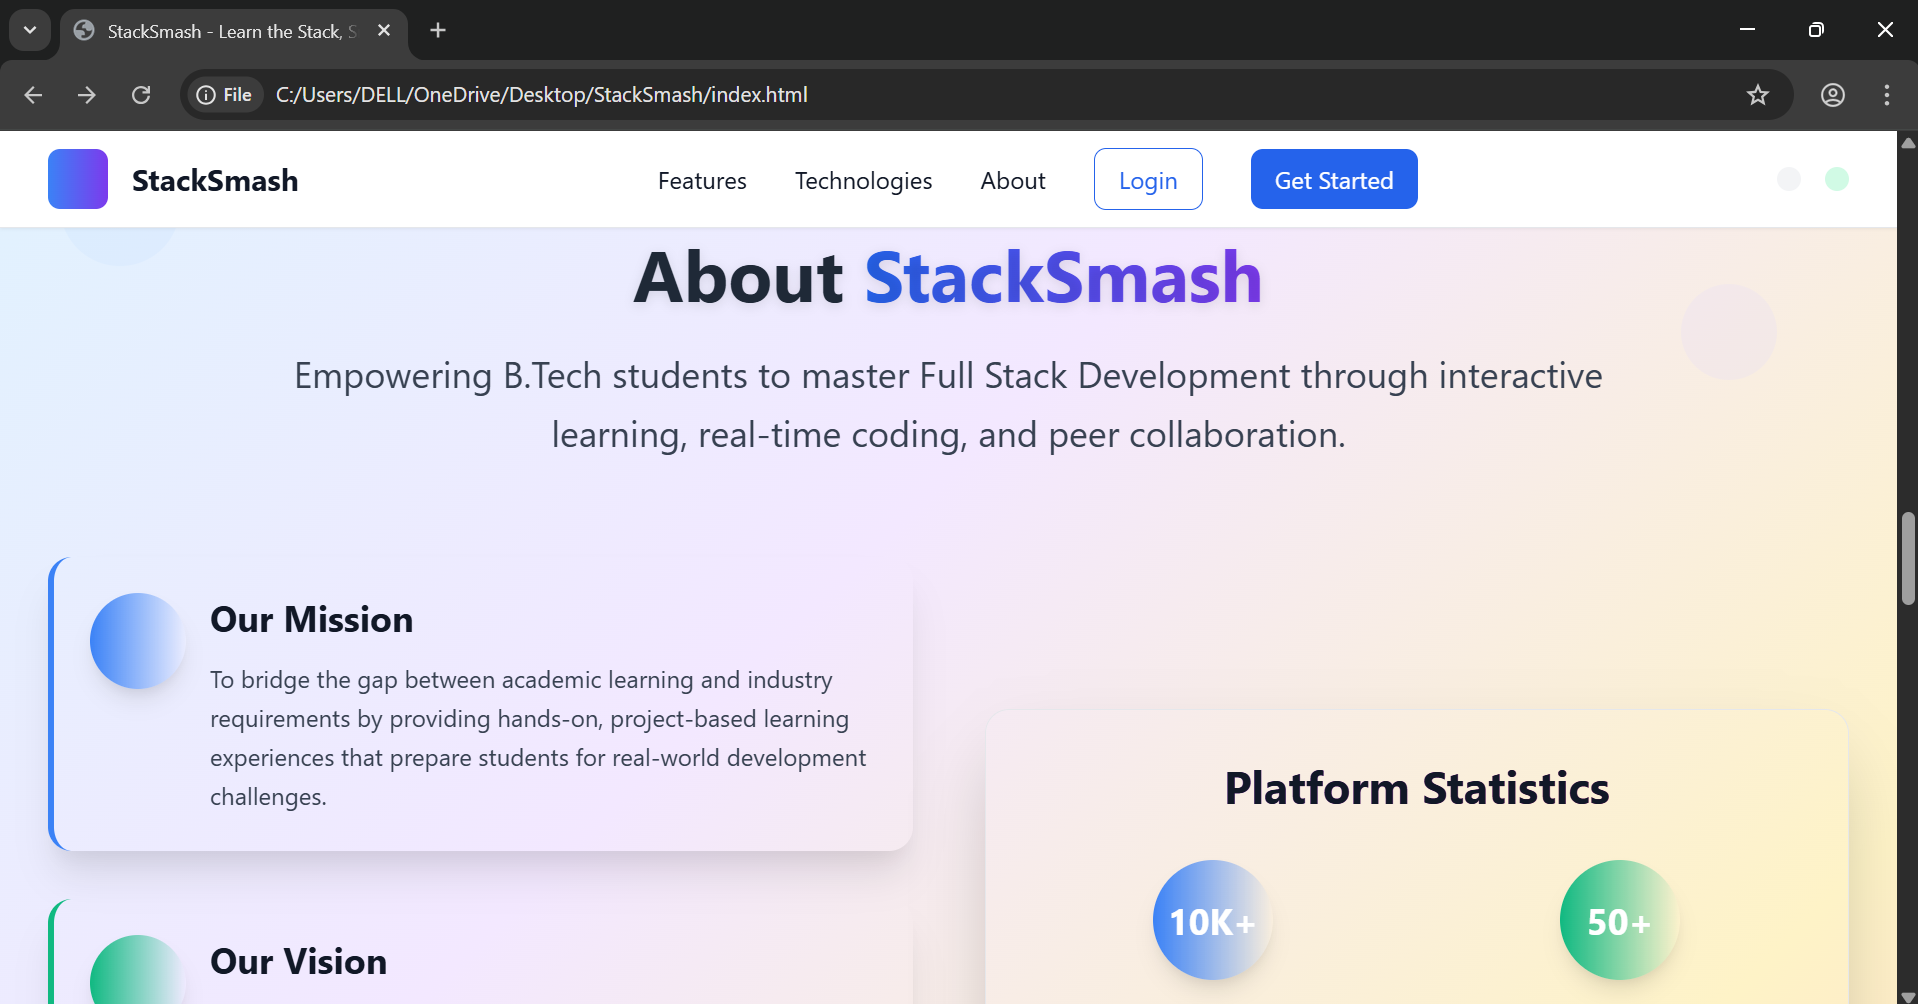 StackSmash - Learn the Stack, S
File
C:/Users/DELL/OneDrive/Desktop/StackSmash/index.html
StackSmash
Features
Technologies
About
Login
Get Started
About StackSmash
Empowering B.Tech students to master Full Stack Development through interactive
learning, real-time coding, and peer collaboration.
Our Mission
To bridge the gap between academic learning and industry
requirements by providing hands-on, project-based learning
experiences that prepare students for real-world development
challenges.
Our Vision
Platform Statistics
10K+
50+